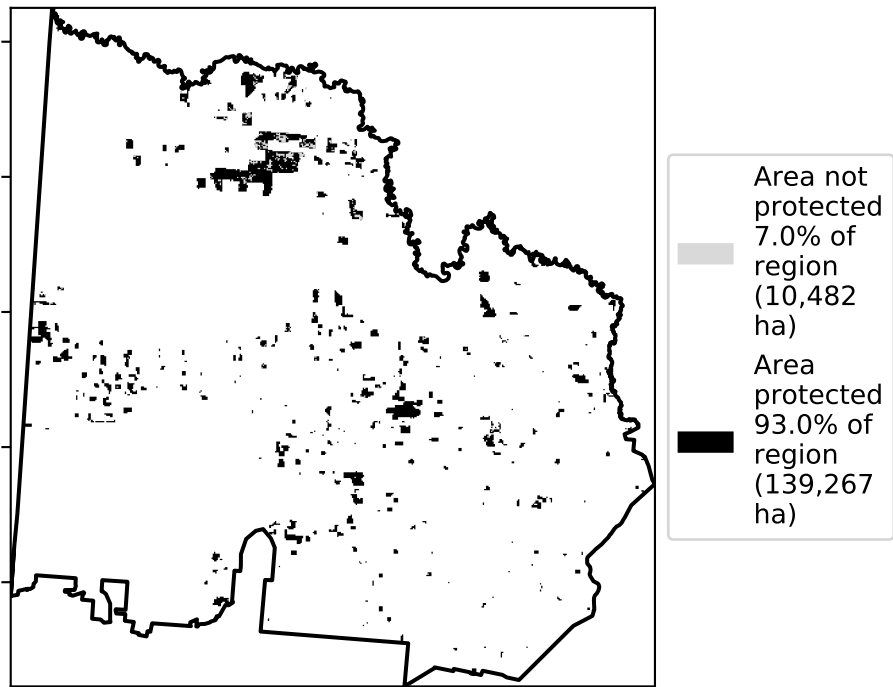 Area not
protected
7.0% of
region
(10,482
ha)
Area
protected
93.0% of
region
(139,267
ha)